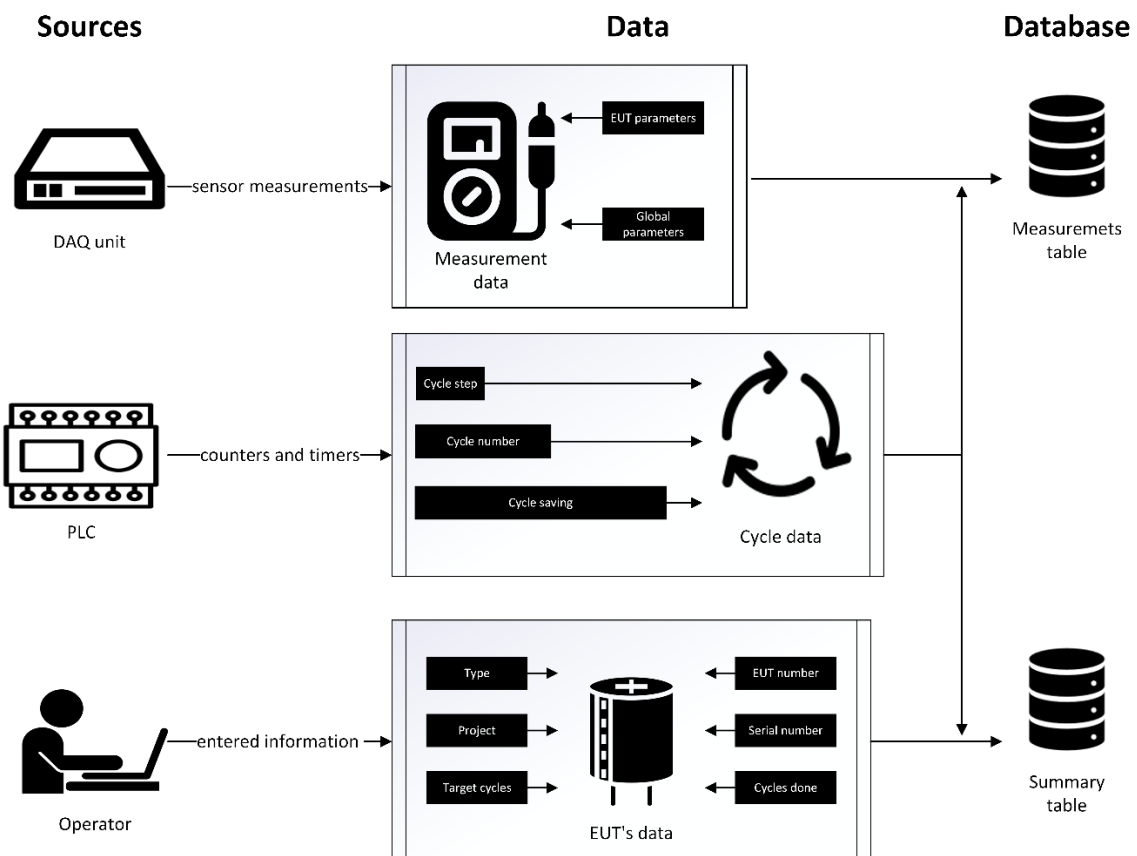 Sources
Data
Database
EUT parameters
sensor measurements
DAQ unit
Global
parameters
Measurement
data
Measuremets
table
Cycle step
Cycle number
counters and timers
Cycle saving
PLC
Cycle data
Type
EUT number
Project
Serial number
entered information
Target cycles
Cycles done
Operator
EUT's data
Summary
table